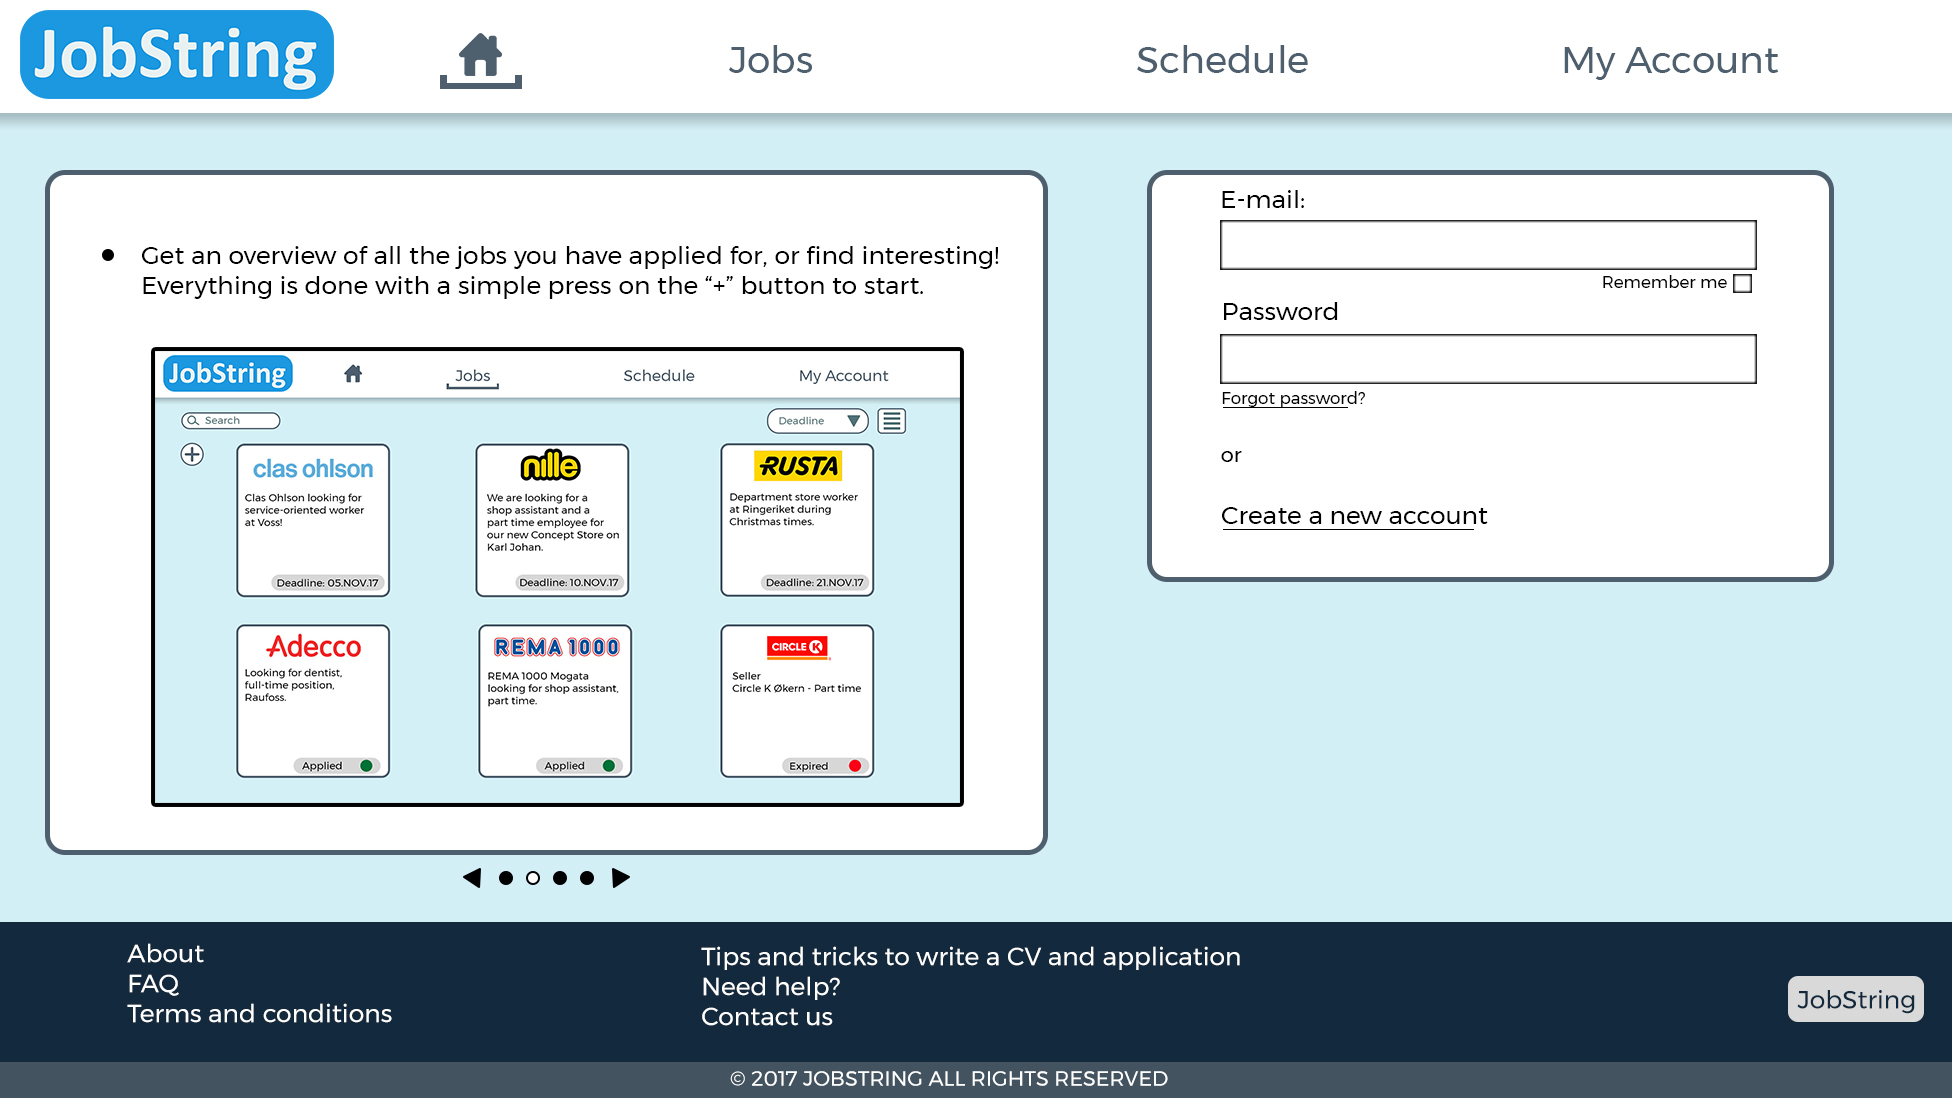 JobString
Jobs
Schedule
My Account
Get an overview of all the jobs you have applied for, or find interesting!
Everything is done with a simple press on the “+” button to start.
JobString
Jobs
Schedule
My Account
Search
Deadline
clas ohlson
Clas Ohlson looking for
service-oriented worker
at Voss!
Deadline: 05.NOV.17
nille
We are looking for a
shop assistant and a
part time employee for
our new Concept Store on
Karl Johan.
Deadline: 10.NOV.17
RUSTA
Department store worker
at Ringeriket during
Christmas times.
Deadline: 21.NOV.17
Adecco
Looking for dentist,
full-time position,
Raufoss.
Applied
REMA 1000
REMA 1000 Mogata
looking for shop assistant,
part time.
Applied
CIRCLE K
Seller
Circle K Økern - Part time
Expired
E-mail:
Remember me
Password
Forgot password?
or
Create a new account
About
FAQ
Terms and conditions
Tips and tricks to write a CV and application
Need help?
Contact us
JobString
© 2017 JOBSTRING ALL RIGHTS RESERVED